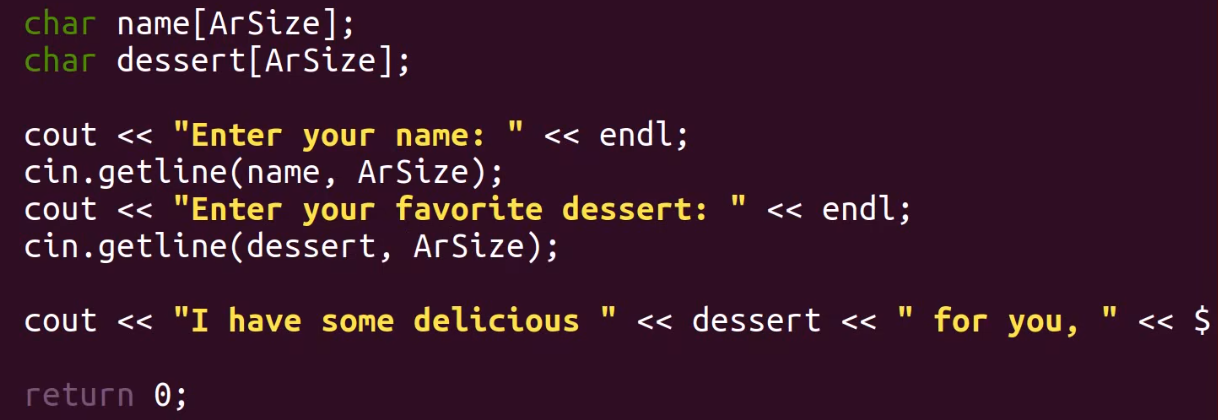 char name[ArSize];
char dessert[ArSize];
cout << "Enter your name: " << endl;
cin.getline(name, ArSize);
cout << "Enter your favorite dessert: " << endl;
cin.getline(dessert, ArSize);
cout << "I have some delicious " << dessert << " for you, " << $
return 0;